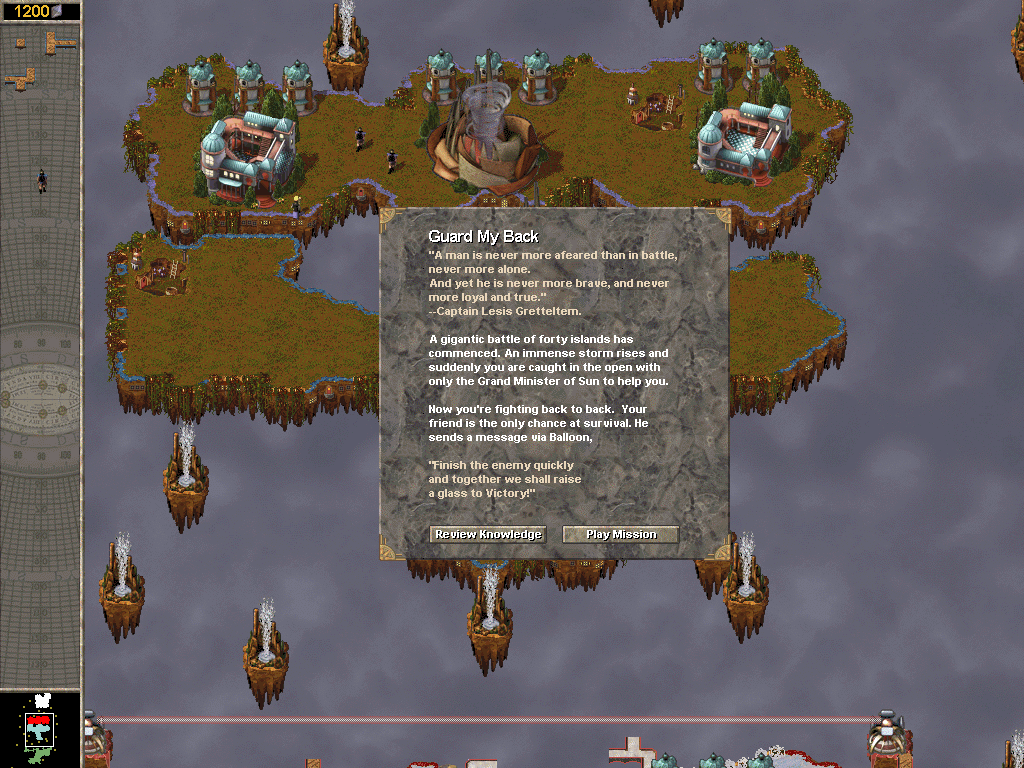 1200
Guard My Back
"A man is never more afeared than in battle,
never more alone.
And yet he is never more brave, and never
more loyal and true."
--Captain Lesis Gretteltern.
A gigantic battle of forty islands has
commenced. An immense storm rises and
suddenly you are caught in the open with
only the Grand Minister of Sun to help you.
Now you're fighting back to back.  Your
friend is the only chance at survival. He
sends a message via Balloon,
"Finish the enemy quickly
and together we shall raise
a glass to Victory!"
Review Knowledge
Play Mission